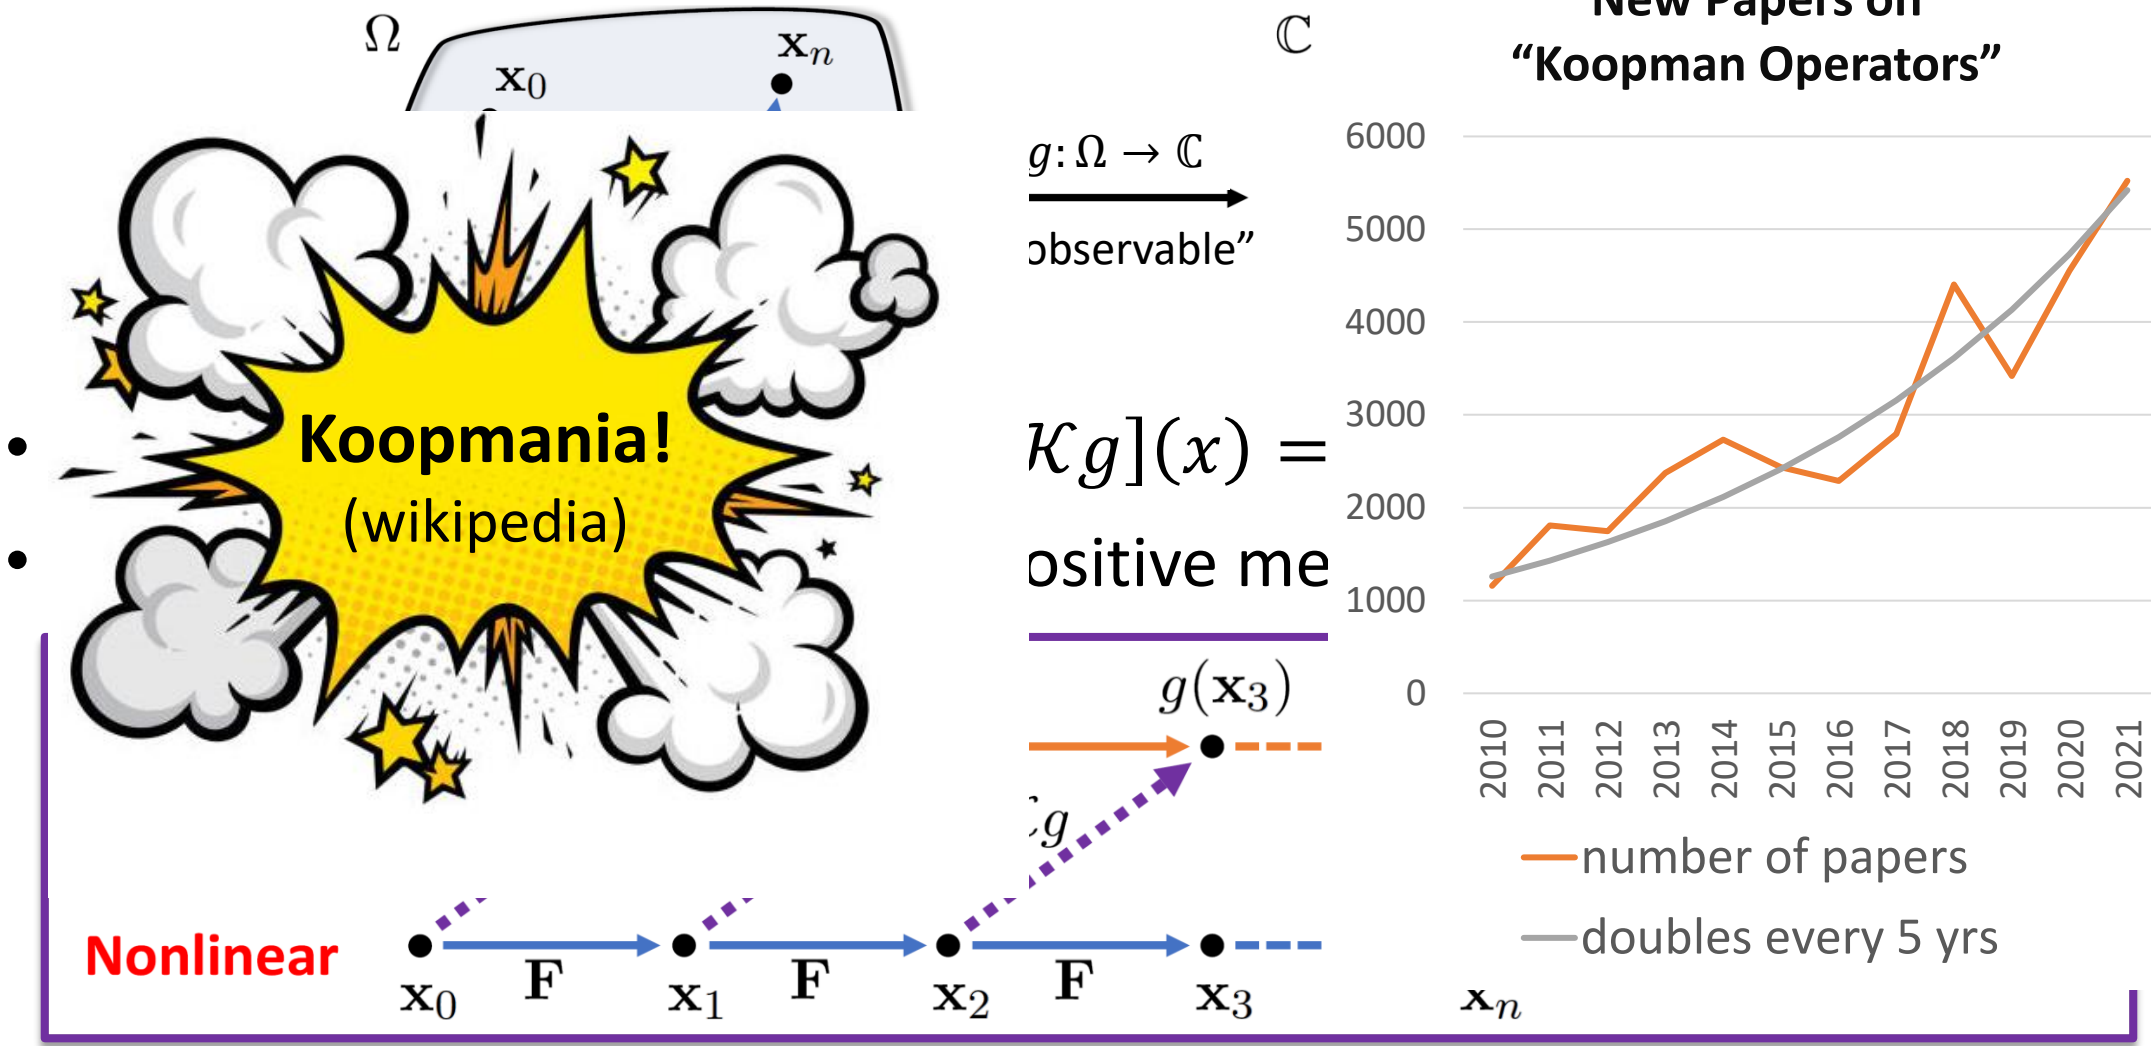 Ω
𝐱₀
𝐱ₙ
ℂ
g: Ω → ℂ
observable”
Koopmania!
(wikipedia)
𝒦g](x) =
ositive me
g(𝐱₃)
g
Nonlinear
𝐅
𝐅
𝐅
𝐱₀
𝐱₁
𝐱₂
𝐱₃
𝐱ₙ
New Papers on
“Koopman Operators”
6000
5000
4000
3000
2000
1000
0
2010
2011
2012
2013
2014
2015
2016
2017
2018
2019
2020
2021
number of papers
doubles every 5 yrs